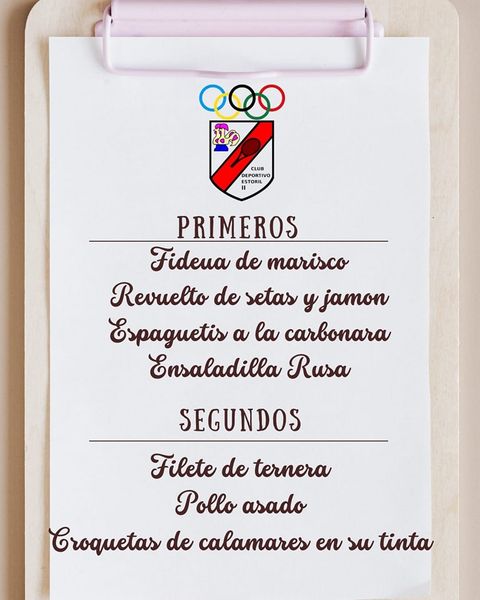 CLUB
DEPORTIVO
ESTORIL
II
PRIMEROS
Fideua de marisco
Revuelto de setas y jamon
Espaguetis a la carbonara
Ensaladilla Rusa
SEGUNDOS
Filete de ternera
Pollo asado
Croquetas de calamares en su tinta